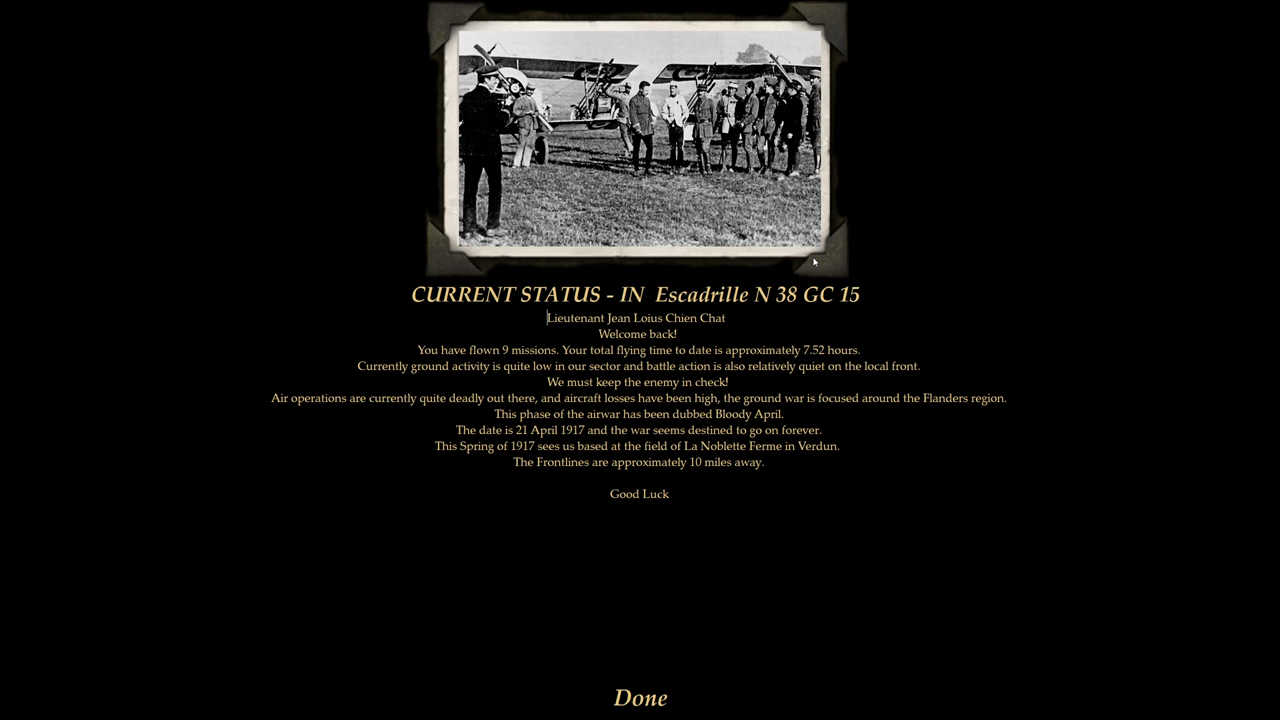 CURRENT STATUS - IN Escadrille N 38 GC 15
Lieutenant Jean Loius Chien Chat
Welcome back!
You have flown 9 missions. Your total flying time to date is approximately 7.52 hours.
Currently ground activity is quite low in our sector and battle action is also relatively quiet on the local front.
We must keep the enemy in check!
Air operations are currently quite deadly out there, and aircraft losses have been high, the ground war is focused around the Flanders region.
This phase of the airwar has been dubbed Bloody April.
The date is 21 April 1917 and the war seems destined to go on forever.
This Spring of 1917 sees us based at the field of La Noblette Ferme in Verdun.
The Frontlines are approximately 10 miles away.
Good Luck
Done